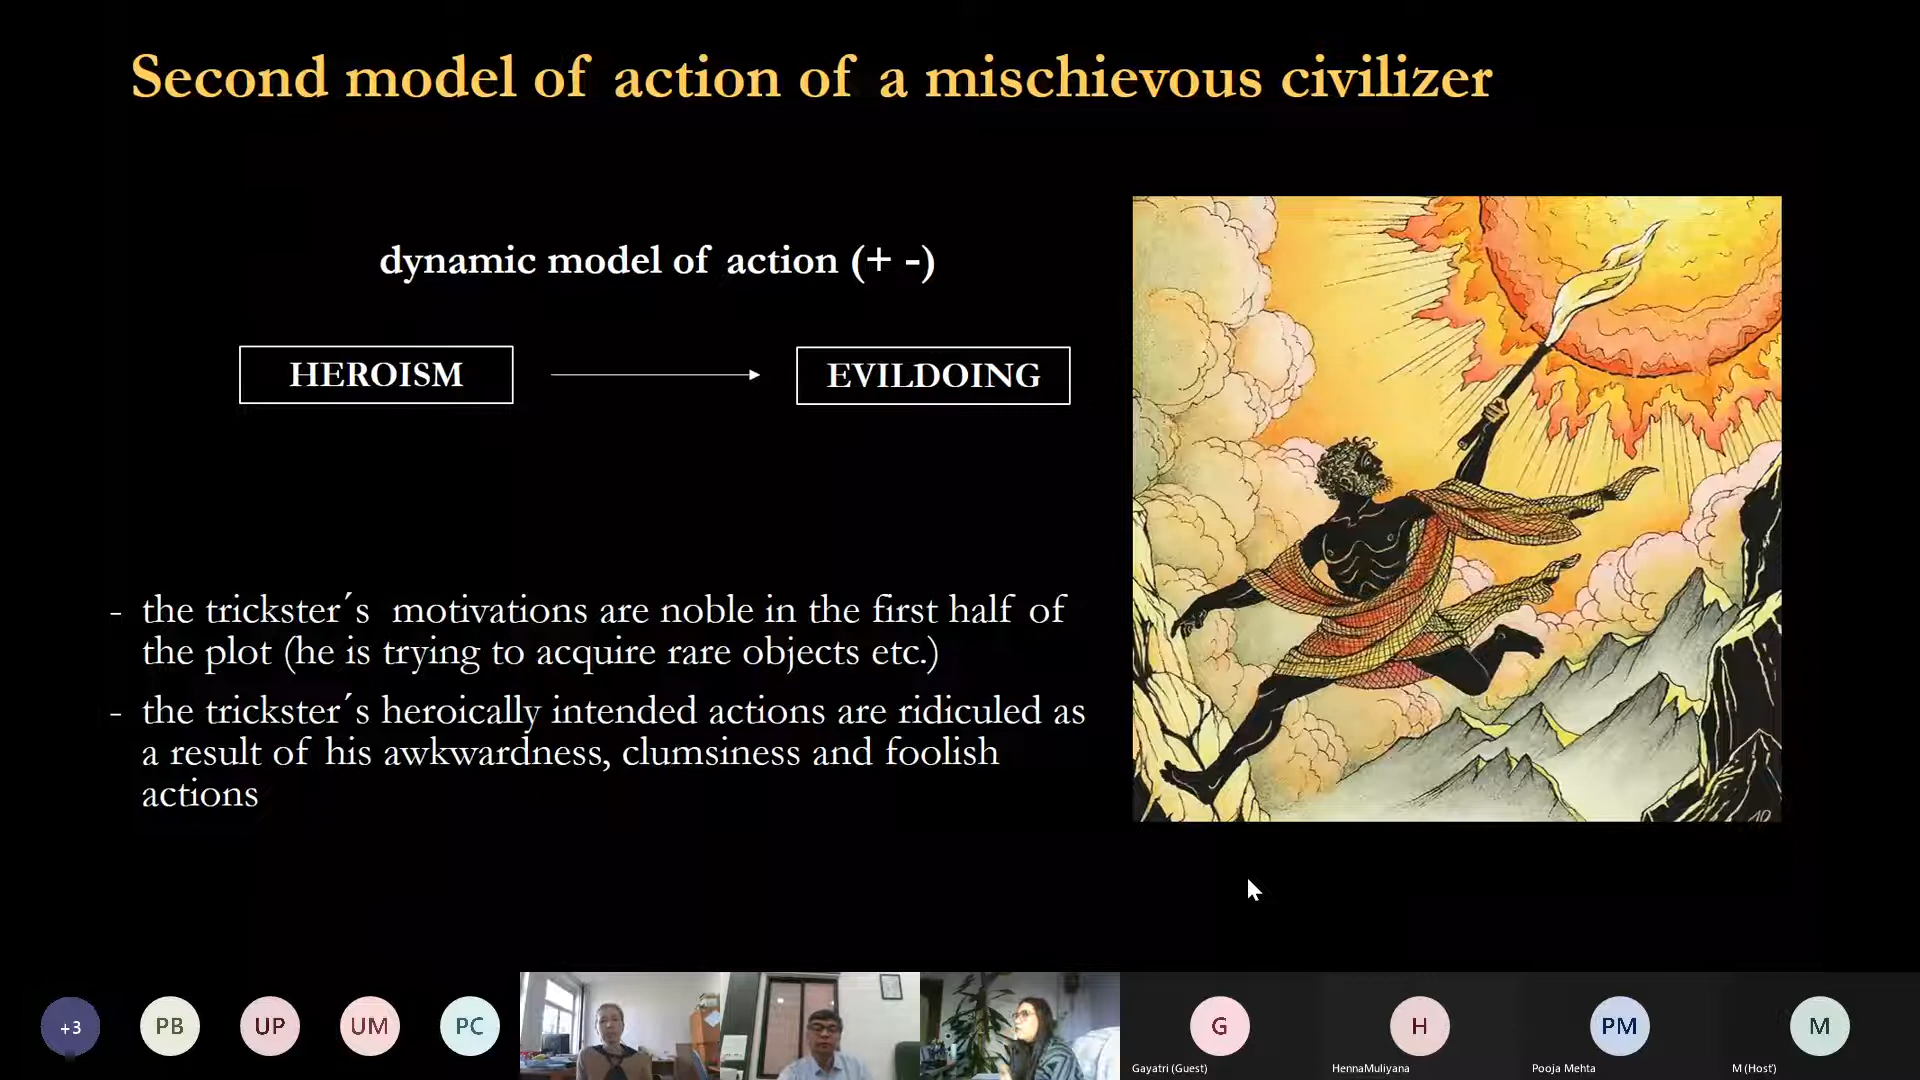 Second model of action of a mischievous civilizer
dynamic model of action (+ -)
HEROISM
EVILDOING
- the trickster´s motivations are noble in the first half of
the plot (he is trying to acquire rare objects etc.)
- the trickster´s heroically intended actions are ridiculed as
a result of his awkwardness, clumsiness and foolish
actions
+3
PB
UP
UM
PC
G
H
PM
M
Gayatri (Guest)
HennaMuliyana
Pooja Mehta
M (Host')